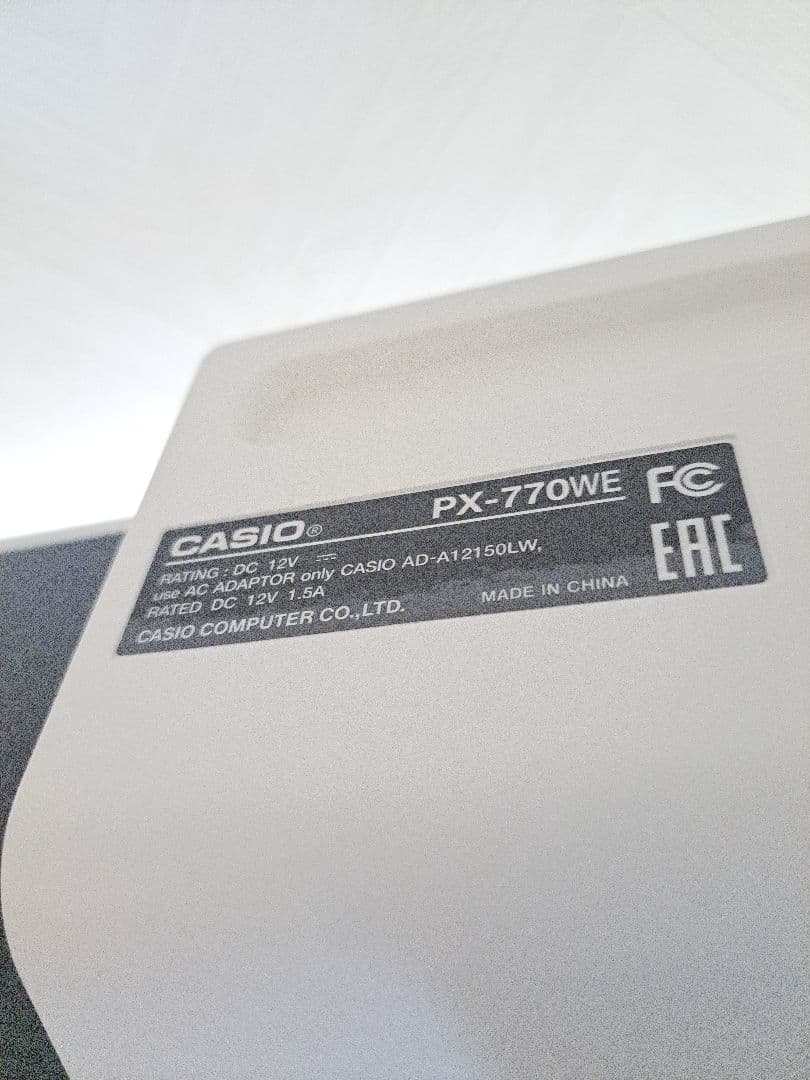 CASIO® PX-770WE FC
RATING : DC 12V ⎓
use AC ADAPTOR only CASIO AD-A12150LW,
RATED DC 12V 1.5A
CASIO COMPUTER CO.,LTD. MADE IN CHINA
EAC